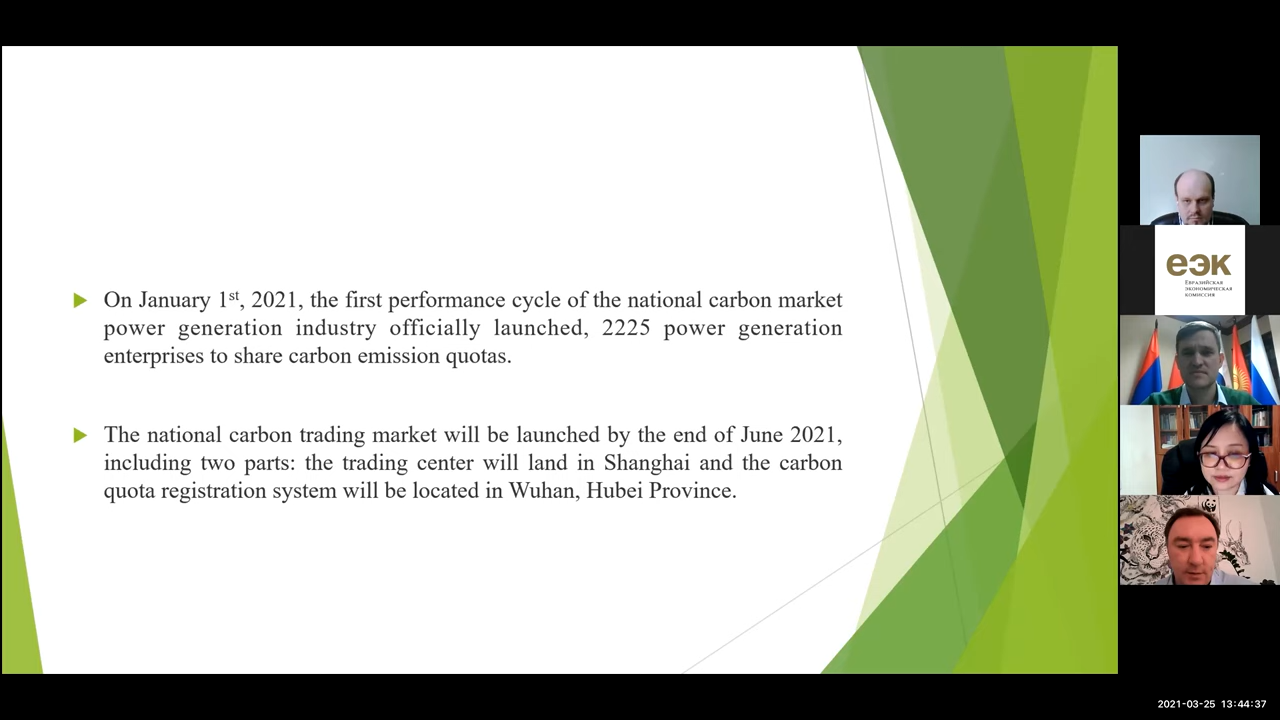 On January 1st, 2021, the first performance cycle of the national carbon market
power generation industry officially launched, 2225 power generation
enterprises to share carbon emission quotas.
The national carbon trading market will be launched by the end of June 2021,
including two parts: the trading center will land in Shanghai and the carbon
quota registration system will be located in Wuhan, Hubei Province.
еэк
ЕВРАЗИЙСКАЯ
ЭКОНОМИЧЕСКАЯ
КОМИССИЯ
2021-03-25 13:44:37